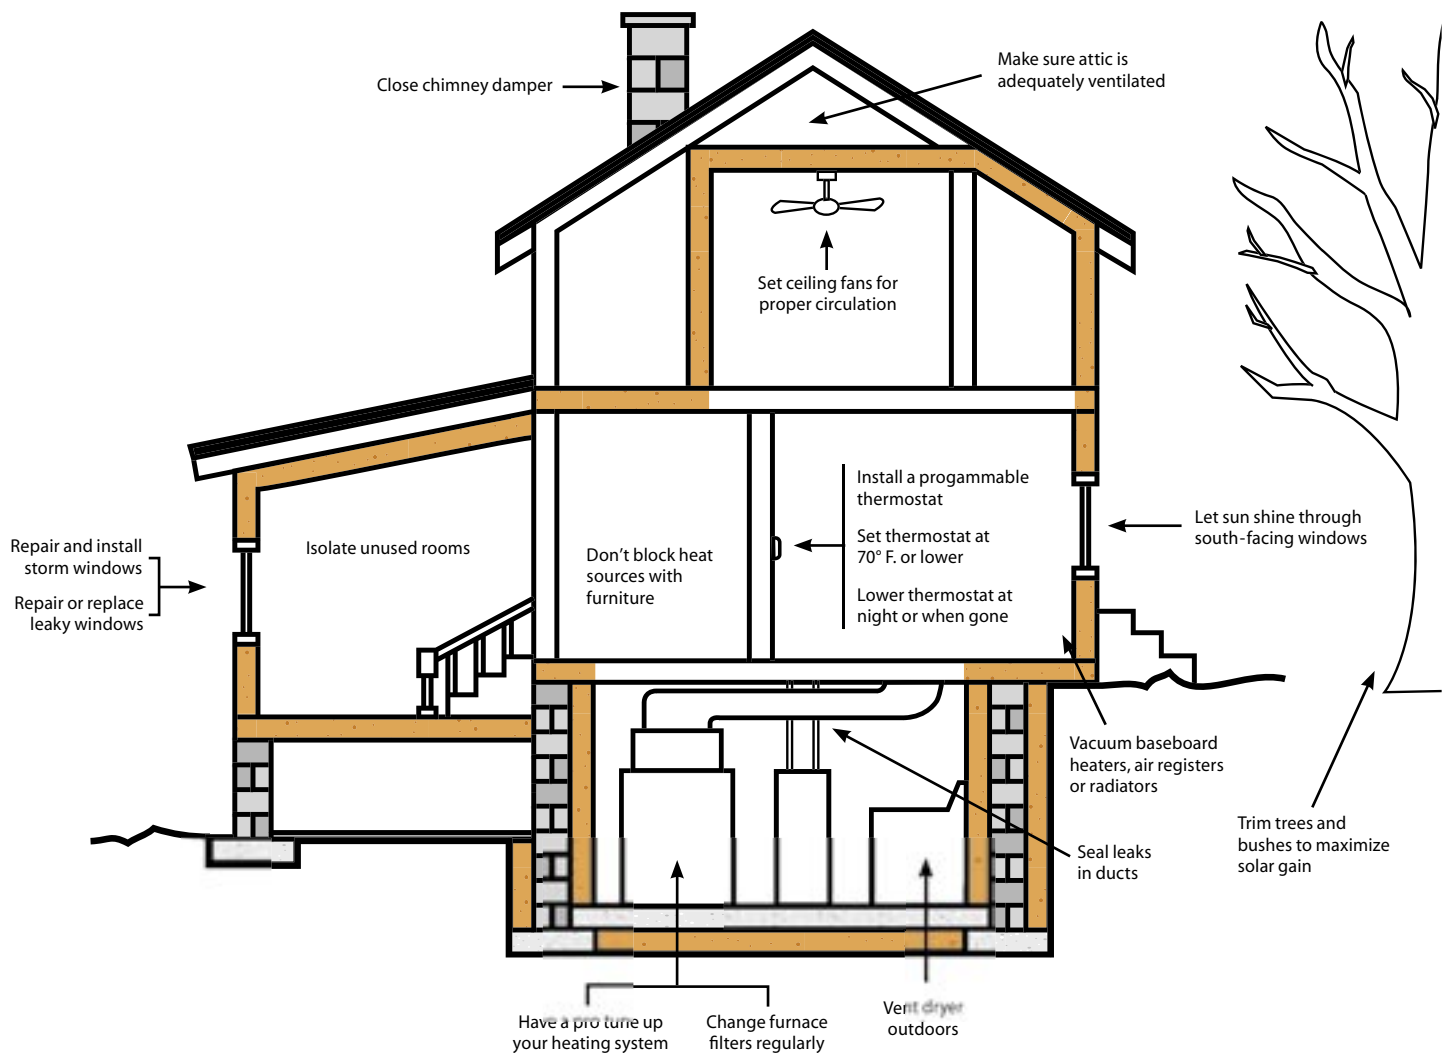 Close chimney damper
Make sure attic is
adequately ventilated
Set ceiling fans for
proper circulation
Repair and install
storm windows
Repair or replace
leaky windows
Isolate unused rooms
Don't block heat
sources with
furniture
Install a progammable
thermostat
Set thermostat at
70° F. or lower
Lower thermostat at
night or when gone
Let sun shine through
south-facing windows
Vacuum baseboard
heaters, air registers
or radiators
Trim trees and
bushes to maximize
solar gain
Seal leaks
in ducts
Have a pro tune up
your heating system
Change furnace
filters regularly
Vent dryer
outdoors